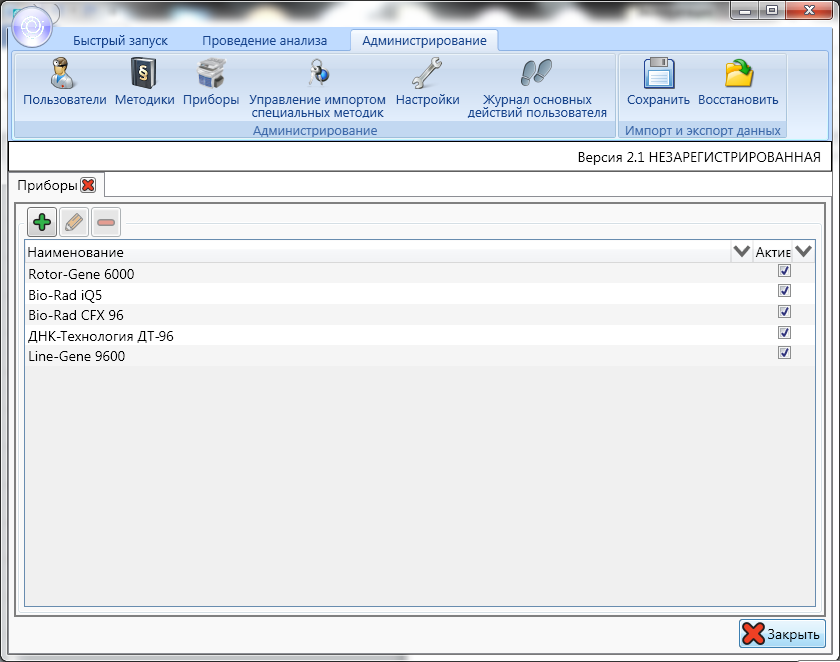 Быстрый запуск
Проведение анализа
Администрирование
Пользователи
Методики
Приборы
Управление импортом
специальных методик
Настройки
Журнал основных
действий пользователя
Сохранить
Восстановить
Администрирование
Импорт и экспорт данных
Версия 2.1 НЕЗАРЕГИСТРИРОВАННАЯ
Приборы
Наименование
Актив
Rotor-Gene 6000
Bio-Rad iQ5
Bio-Rad CFX 96
ДНК-Технология ДТ-96
Line-Gene 9600
Закрыть